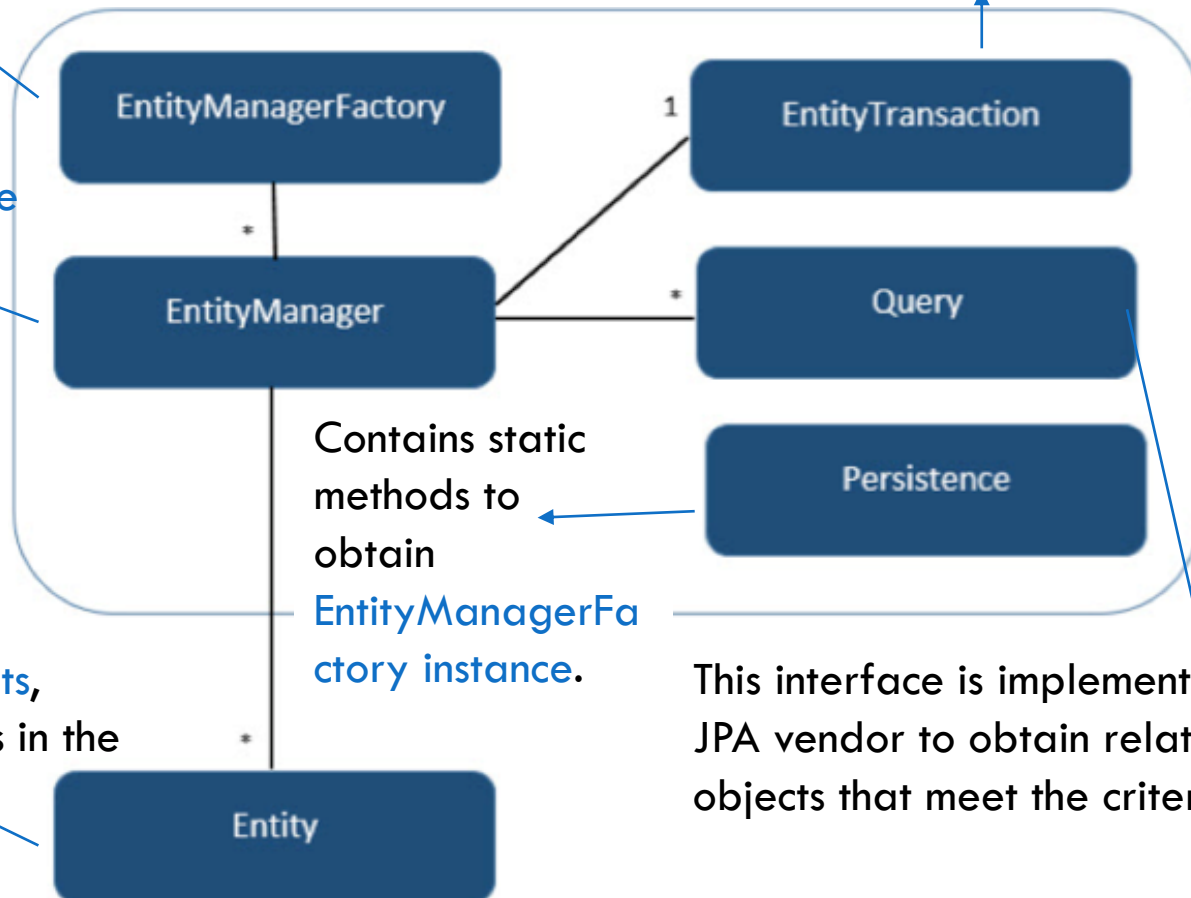 EntityManagerFactory
1
EntityTransaction
e
*
EntityManager
*
Query
Contains static
methods to
obtain
EntityManagerFa
ctory instance.
Persistence
ts,
s in the
*
Entity
This interface is implement
JPA vendor to obtain relat
objects that meet the criter